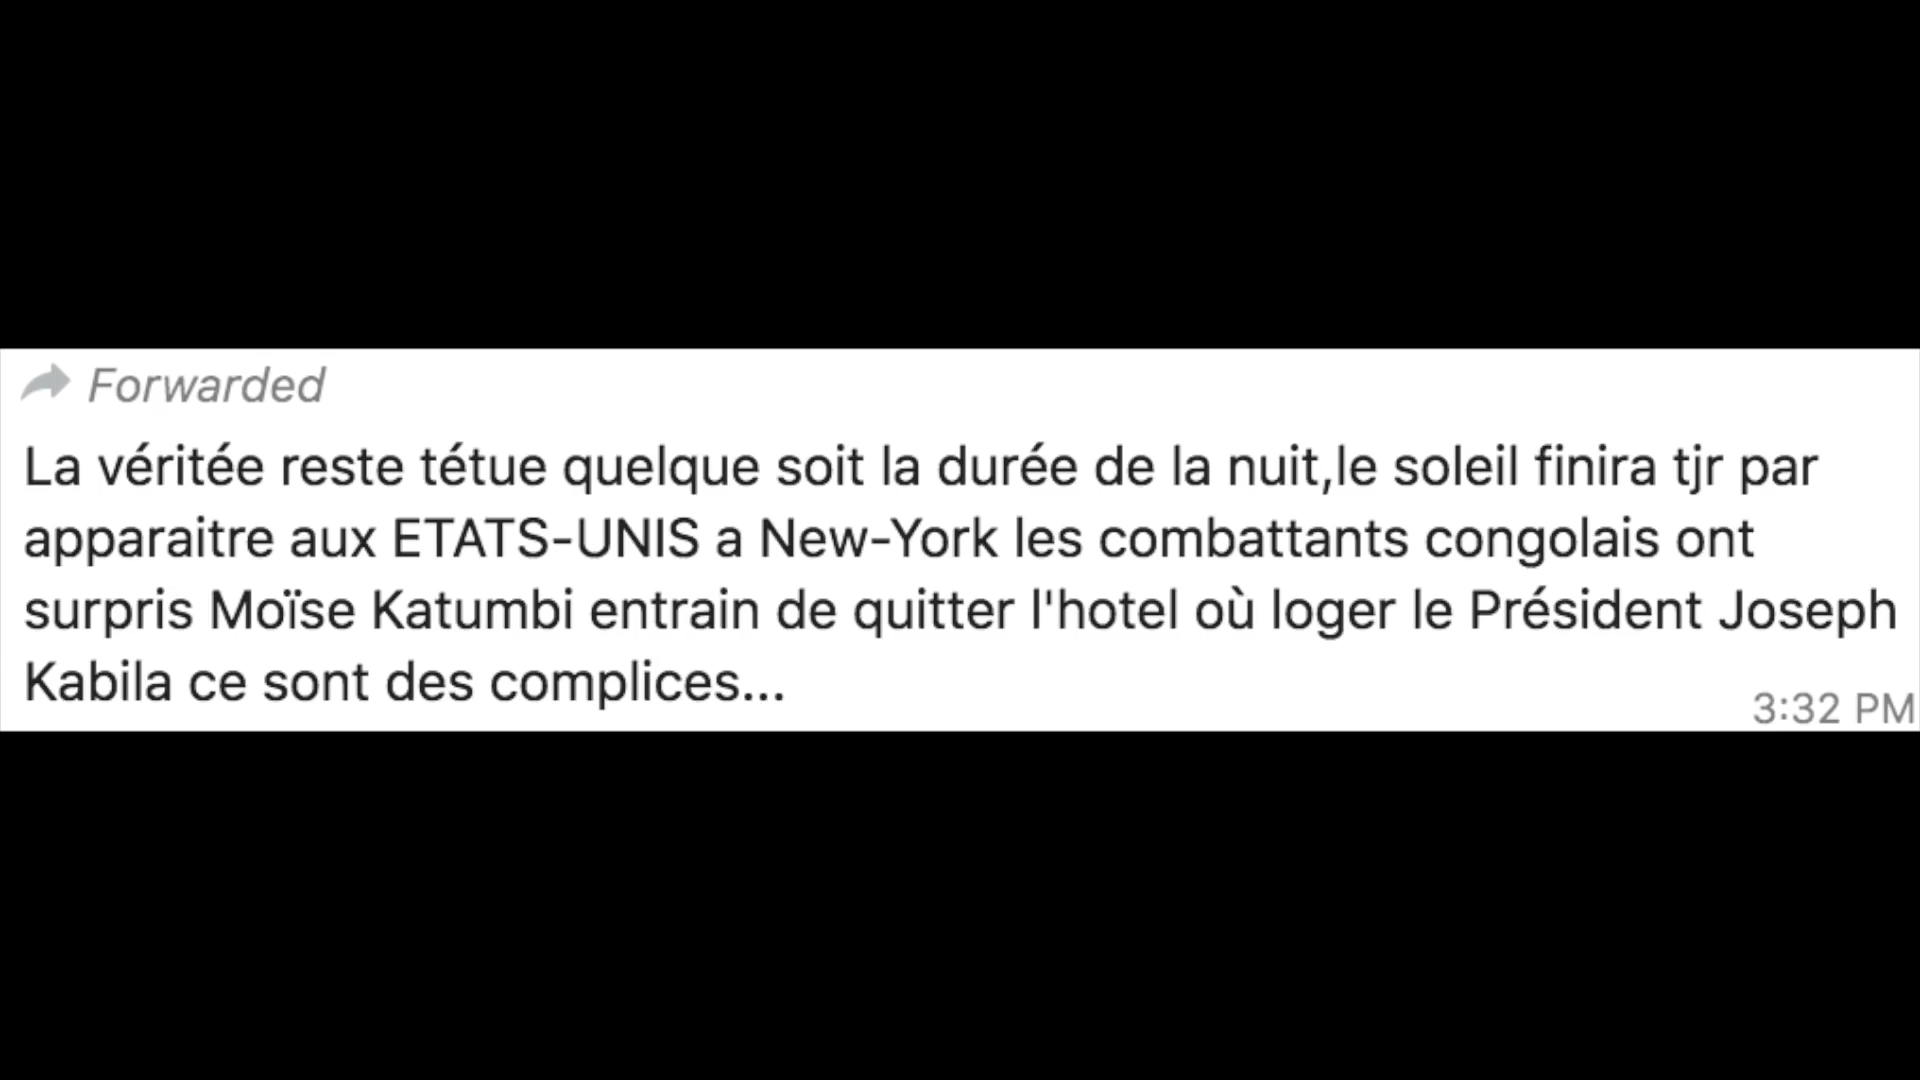 Forwarded
La véritée reste tétue quelque soit la durée de la nuit,le soleil finira tjr par
apparaitre aux ETATS-UNIS a New-York les combattants congolais ont
surpris Moïse Katumbi entrain de quitter l'hotel où loger le Président Joseph
Kabila ce sont des complices...
3:32 PM